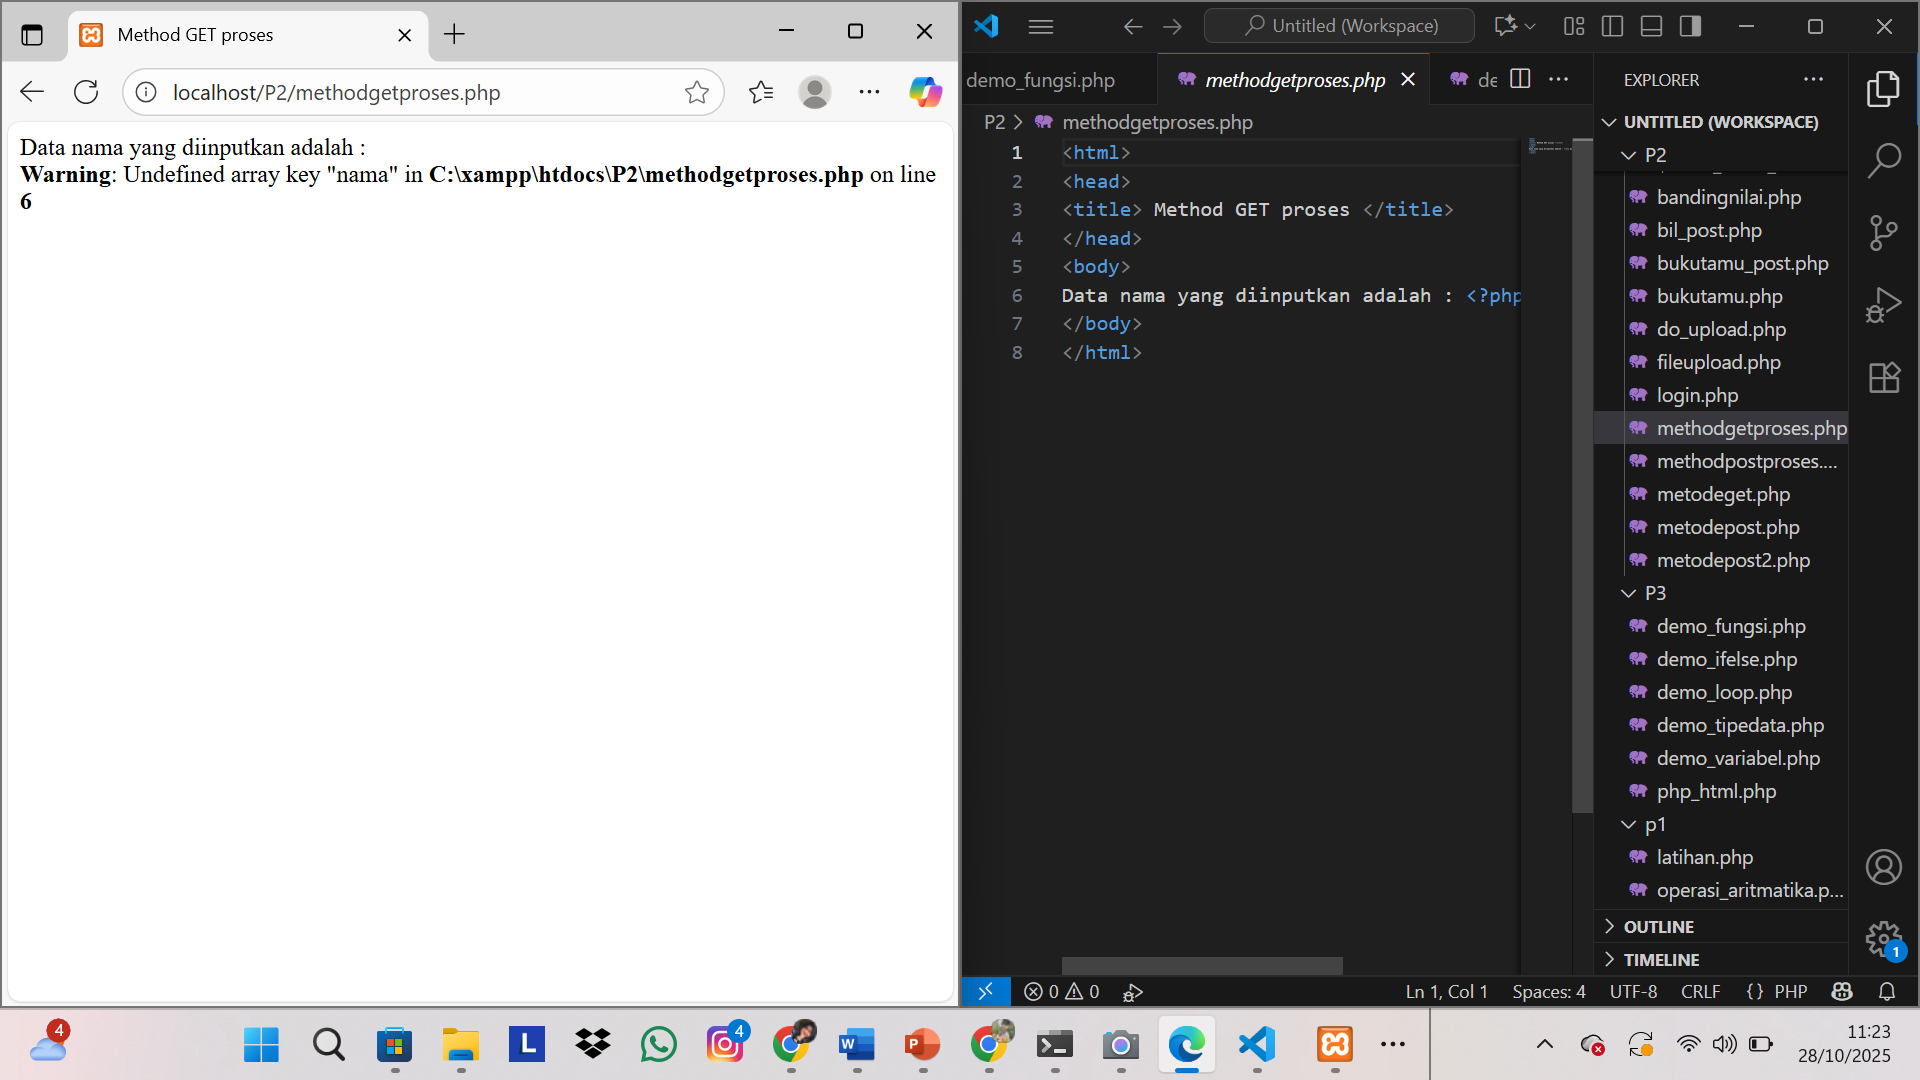 Method GET proses
localhost/P2/methodgetproses.php
Data nama yang diinputkan adalah :
Warning: Undefined array key "nama" in C:\xampp\htdocs\P2\methodgetproses.php on line
6
Untitled (Workspace)
demo_fungsi.php
methodgetproses.php
de
P2 > methodgetproses.php
1 <html>
2 <head>
3 <title> Method GET proses </title>
4 </head>
5 <body>
6 Data nama yang diinputkan adalah : <?php
7 </body>
8 </html>
EXPLORER
UNTITLED (WORKSPACE)
P2
bandingnilai.php
bil_post.php
bukutamu_post.php
bukutamu.php
do_upload.php
fileupload.php
login.php
methodgetproses.php
methodpostproses....
metodeget.php
metodepost.php
metodepost2.php
P3
demo_fungsi.php
demo_ifelse.php
demo_loop.php
demo_tipedata.php
demo_variabel.php
php_html.php
p1
latihan.php
operasi_aritmatika.p...
OUTLINE
TIMELINE
1
0 0
Ln 1, Col 1 Spaces: 4 UTF-8 CRLF {} PHP
4
L
4
W
P
11:23
28/10/2025